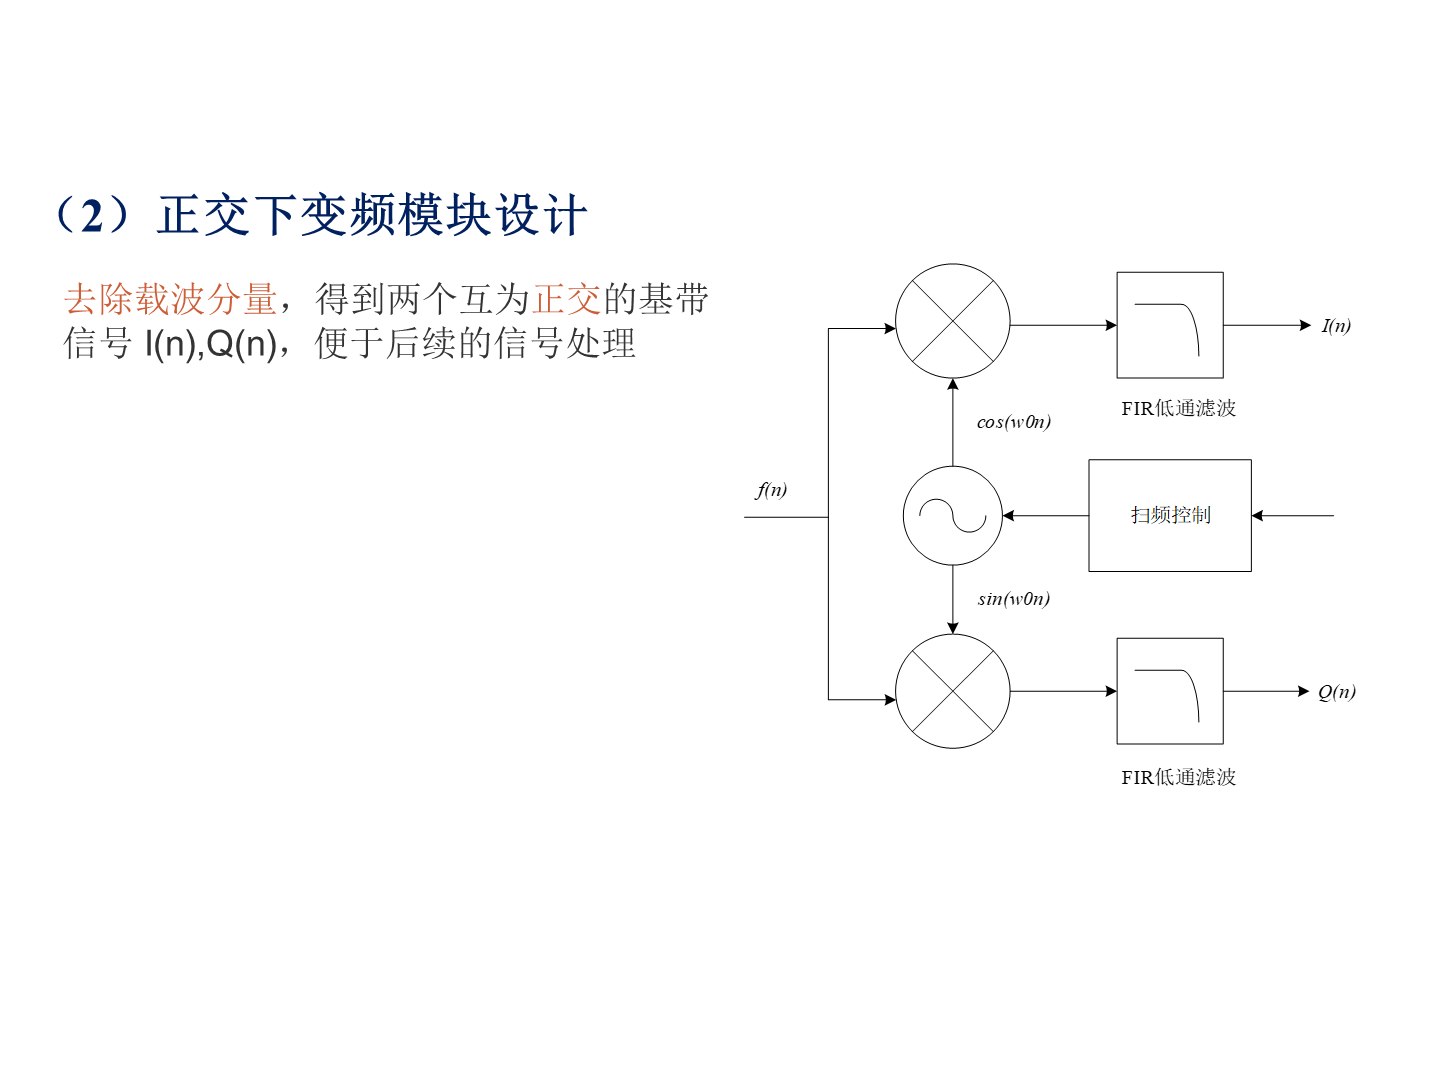 （2）正交下变频模块设计
去除载波分量，得到两个互为正交的基带
信号 I(n),Q(n)，便于后续的信号处理
I(n)
FIR低通滤波
cos(w0n)
f(n)
扫频控制
sin(w0n)
Q(n)
FIR低通滤波